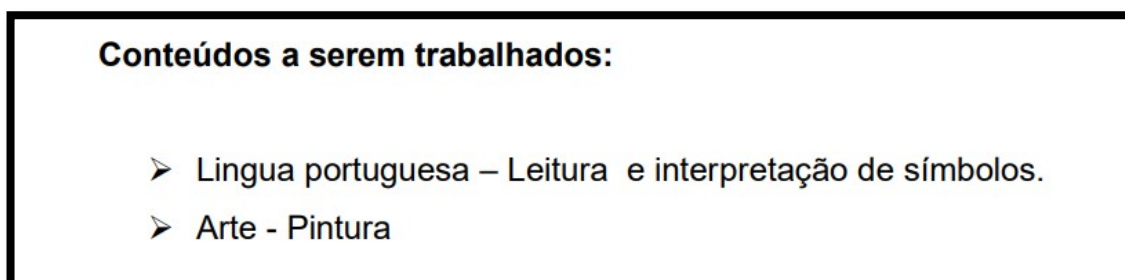 Conteúdos a serem trabalhados:
➢ Lingua portuguesa – Leitura e interpretação de símbolos.
➢ Arte - Pintura